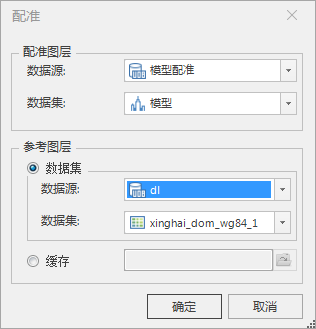 配准
配准图层
数据源: 模型配准
数据集: 模型
参考图层
数据集
数据源: dl
数据集: xinghai_dom_wg84_1
缓存
确定 取消